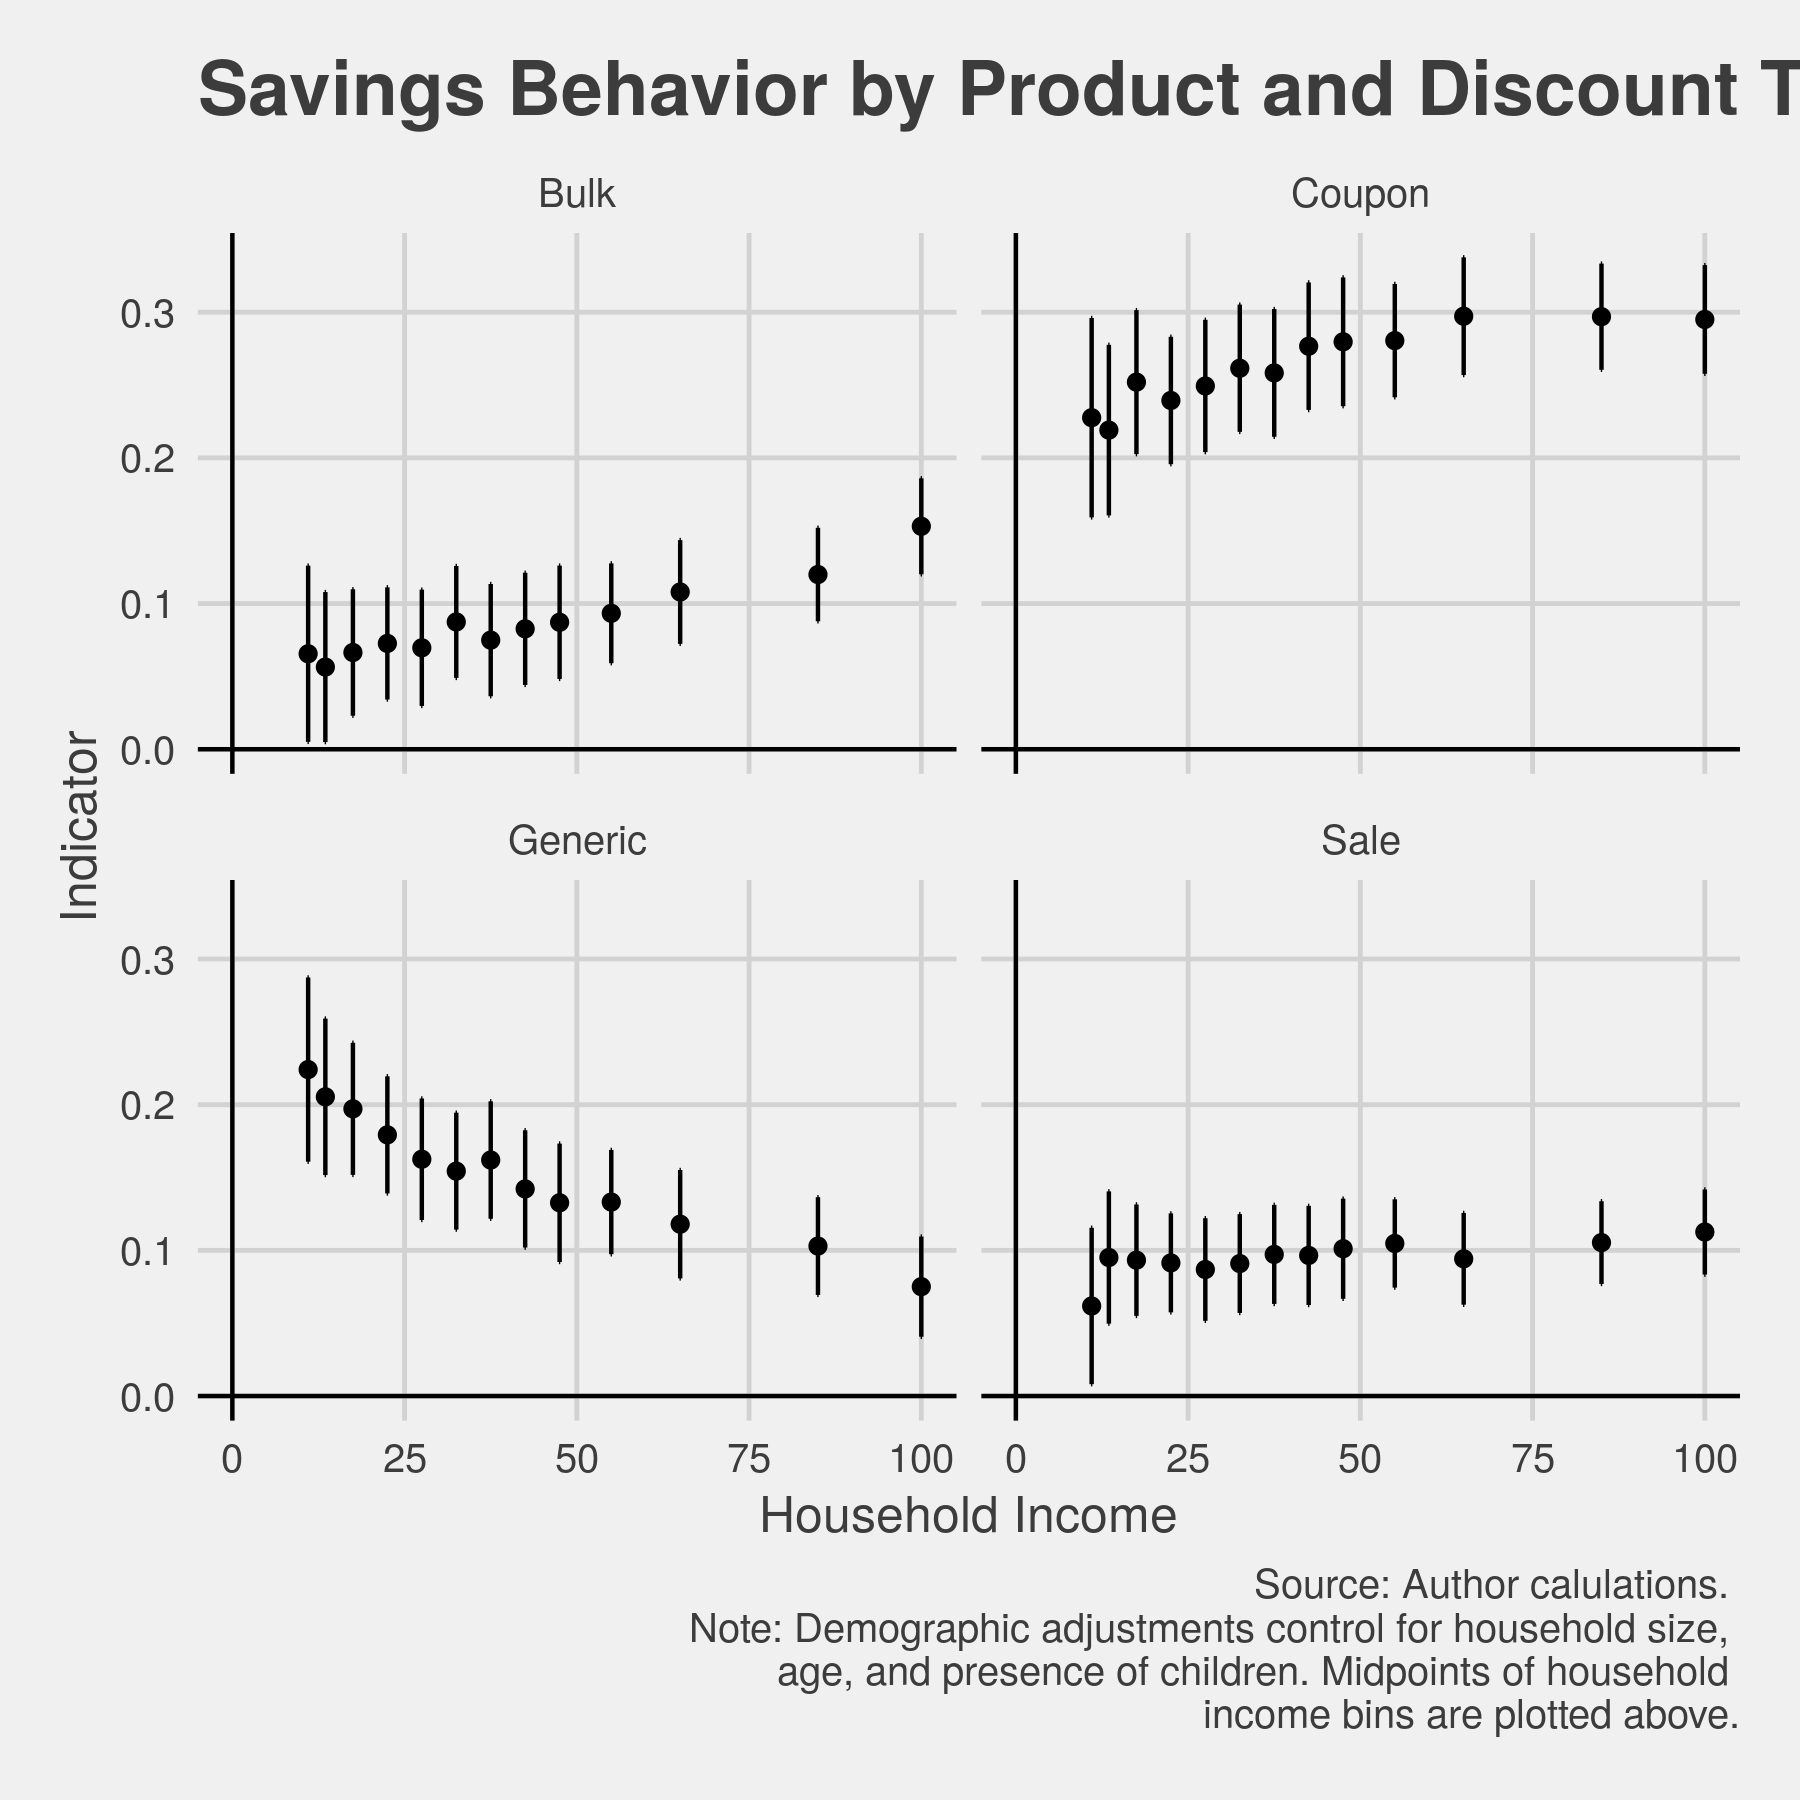 Savings Behavior by Product and Discount T
Bulk
Coupon
0.3
0.2
0.1
0.0
Indicator
Generic
Sale
0.3
0.2
0.1
0.0
0 25 50 75 100 0 25 50 75 100
Household Income
Source: Author calulations.
Note: Demographic adjustments control for household size,
age, and presence of children. Midpoints of household
income bins are plotted above.